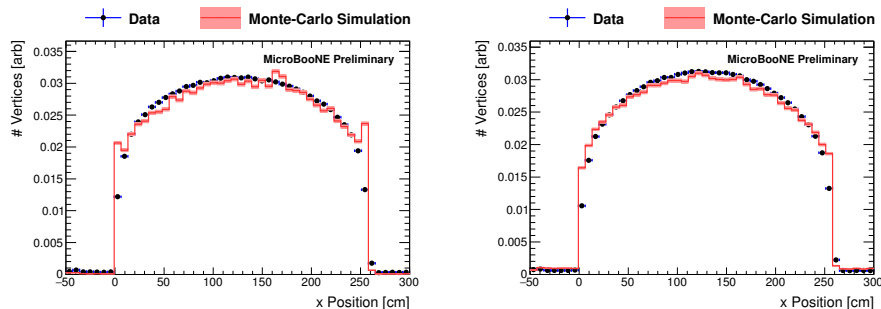 Data Monte-Carlo Simulation
MicroBooNE Preliminary
# Vertices [arb]
0.035
0.03
0.025
0.02
0.015
0.01
0.005
0
−50 0 50 100 150 200 250 300
x Position [cm]
Data Monte-Carlo Simulation
MicroBooNE Preliminary
# Vertices [arb]
0.035
0.03
0.025
0.02
0.015
0.01
0.005
0
−50 0 50 100 150 200 250 300
x Position [cm]